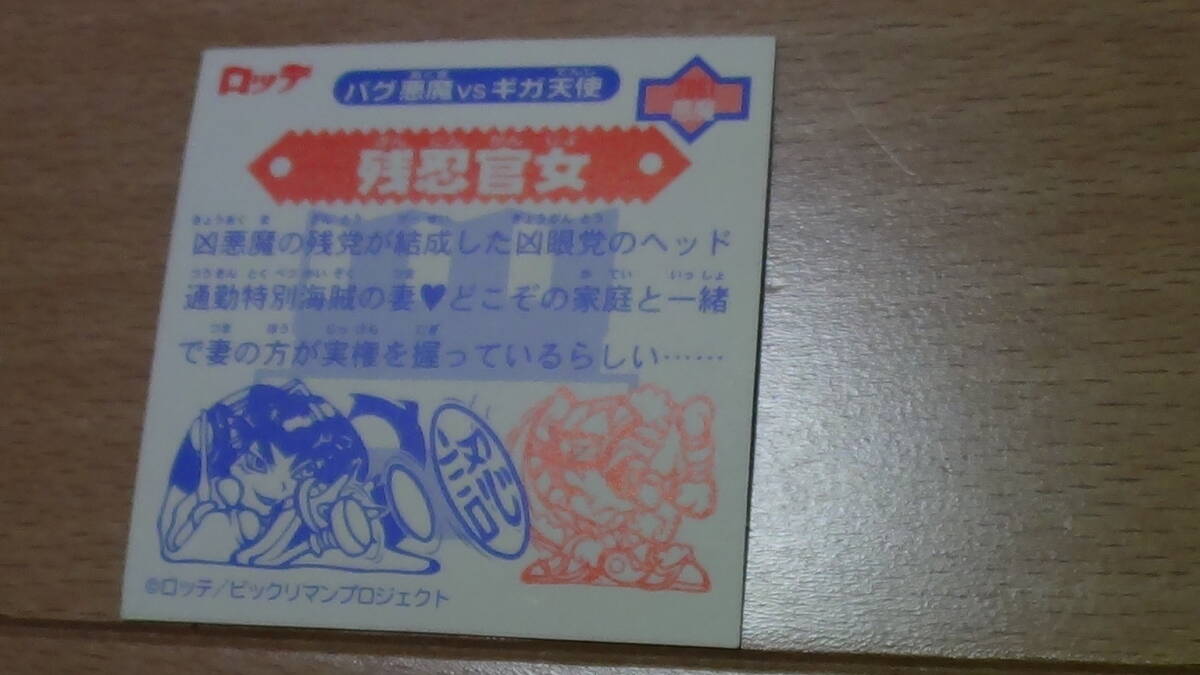 ロッテ
バグ悪魔vsギガ天使
残忍官女
凶悪魔の残党が結成した凶眼党のヘッド
通勤特別海賊の妻♥どこぞの家庭と一緒
で妻の方が実権を握っているらしい……
©ロッテ/ビックリマンプロジェクト